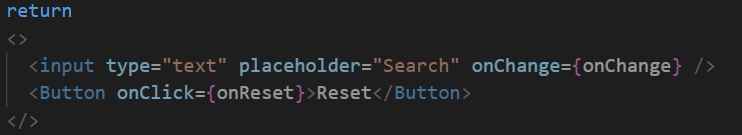 return
<>
  <input type="text" placeholder="Search" onChange={onChange} />
  <Button onClick={onReset}>Reset</Button>
</>